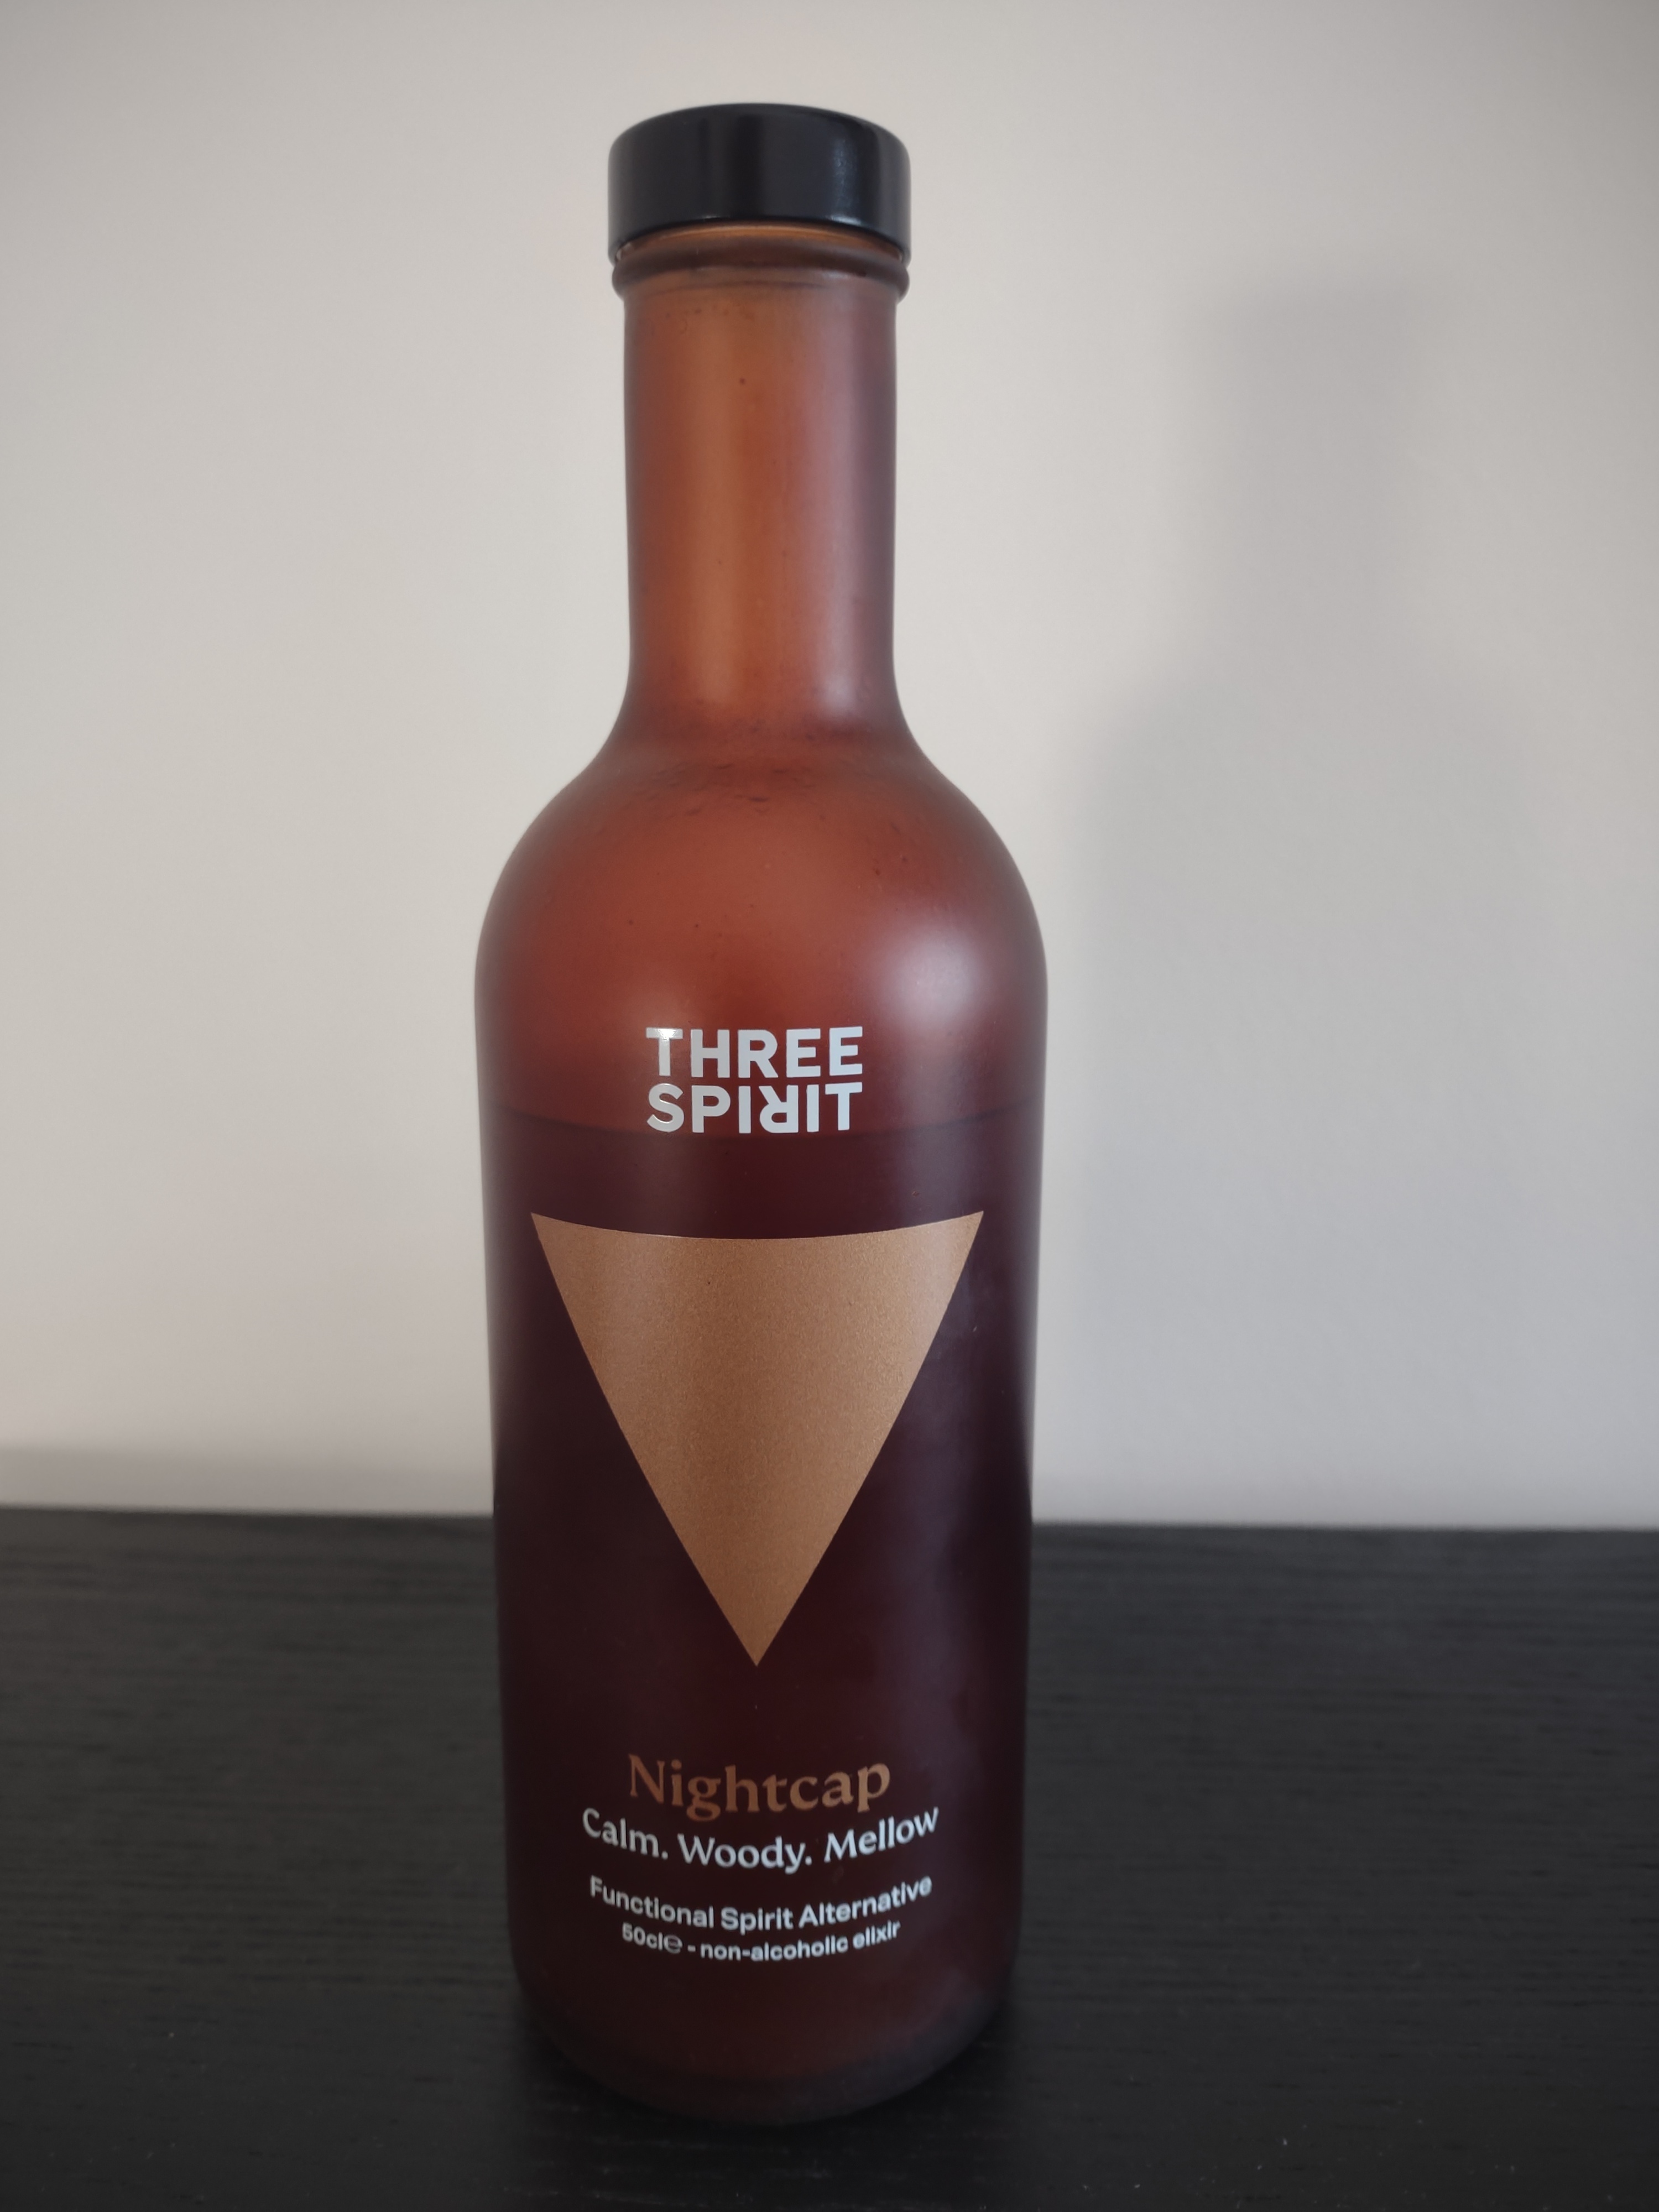 THREE
SPIRIT
Nightcap
Calm. Woody. Mellow
Functional Spirit Alternative
50cl℮ - non-alcoholic elixir